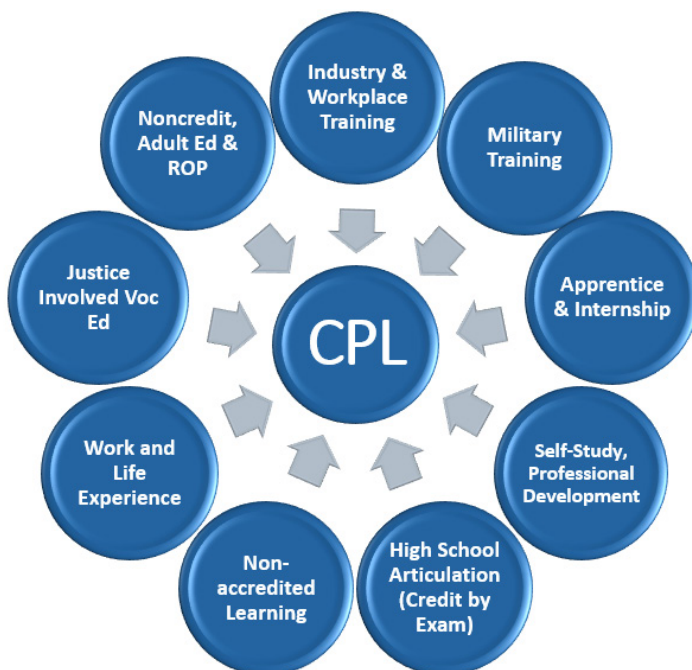 Industry &
Workplace
Training
Military
Training
Apprentice
& Internship
Self-Study,
Professional
Development
High School
Articulation
(Credit by
Exam)
Non-
accredited
Learning
Work and
Life
Experience
Justice
Involved Voc
Ed
Noncredit,
Adult Ed &
ROP
CPL